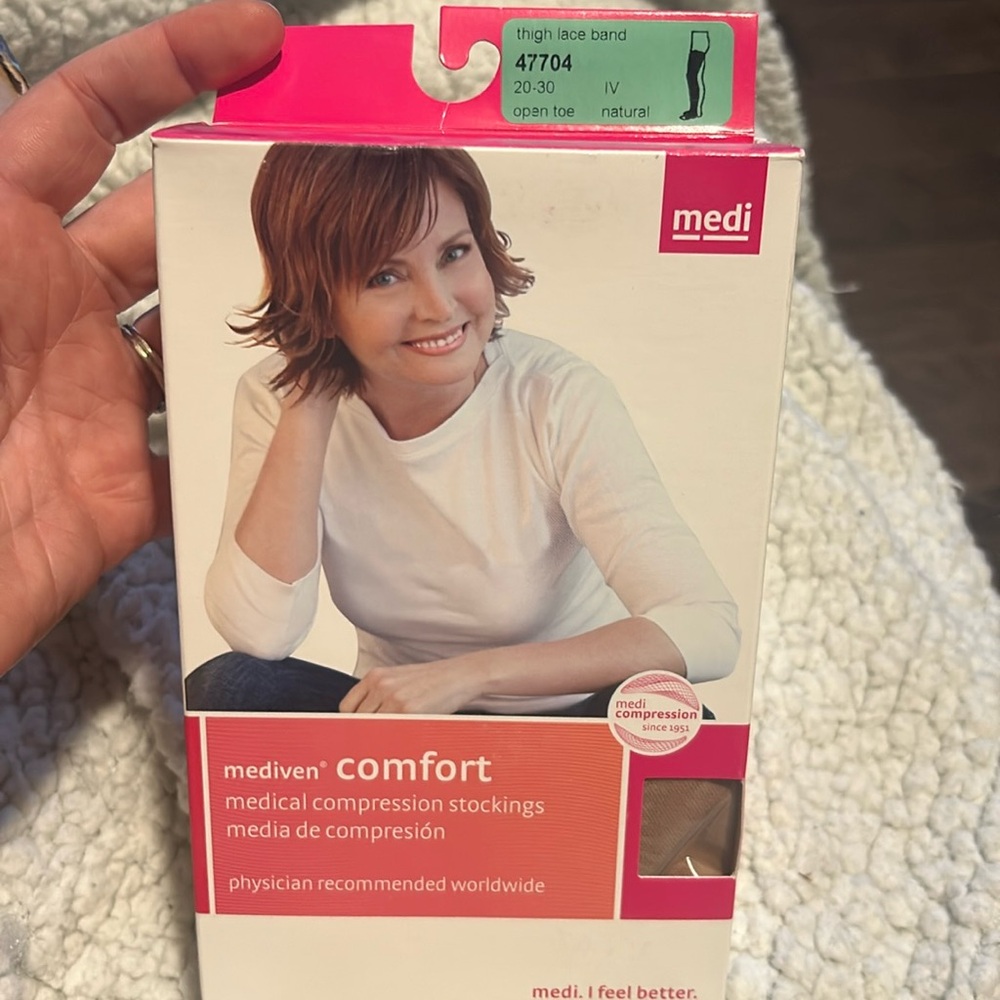 thigh lace band
47704
20-30 IV
open toe natural
medi
medi
compression
since 1951
mediven® comfort
medical compression stockings
media de compresión
physician recommended worldwide
medi. I feel better.